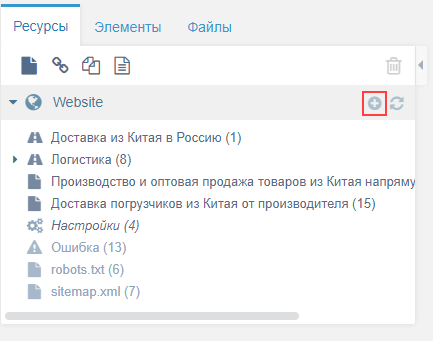 Ресурсы Элементы Файлы
Website
Доставка из Китая в Россию (1)
Логистика (8)
Производство и оптовая продажа товаров из Китая напряму
Доставка погрузчиков из Китая от производителя (15)
Настройки (4)
Ошибка (13)
robots.txt (6)
sitemap.xml (7)